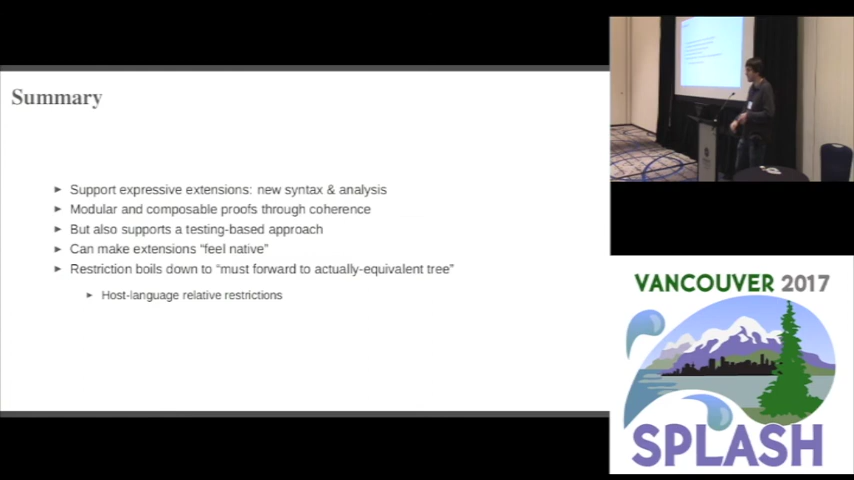 Summary
► Support expressive extensions: new syntax & analysis
► Modular and composable proofs through coherence
► But also supports a testing-based approach
► Can make extensions “feel native”
► Restriction boils down to “must forward to actually-equivalent tree”
► Host-language relative restrictions
VANCOUVER 2017
SPLASH